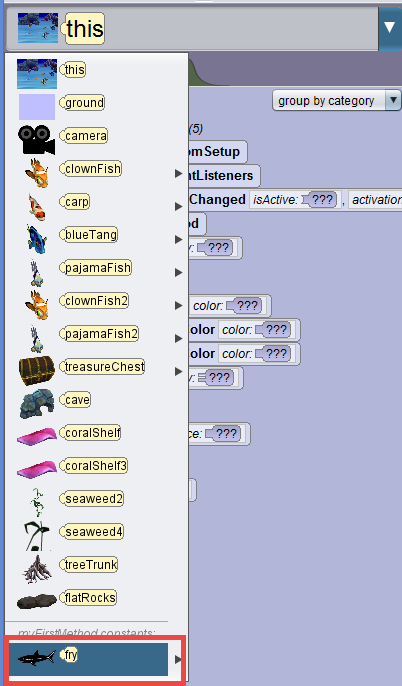 this
this
group by category
ground
(5)
camera
omSetup
clownFish
ntListeners
carp
Changed isActive: ??? , activation
od
blueTang
y: ???
pajamaFish
clownFish2
color: ???
pajamaFish2
olor color: ???
olor color: ???
treasureChest
y: ???
cave
coralShelf
ce: ???
coralShelf3
seaweed2
seaweed4
treeTrunk
flatRocks
myFirstMethod constants:
fry